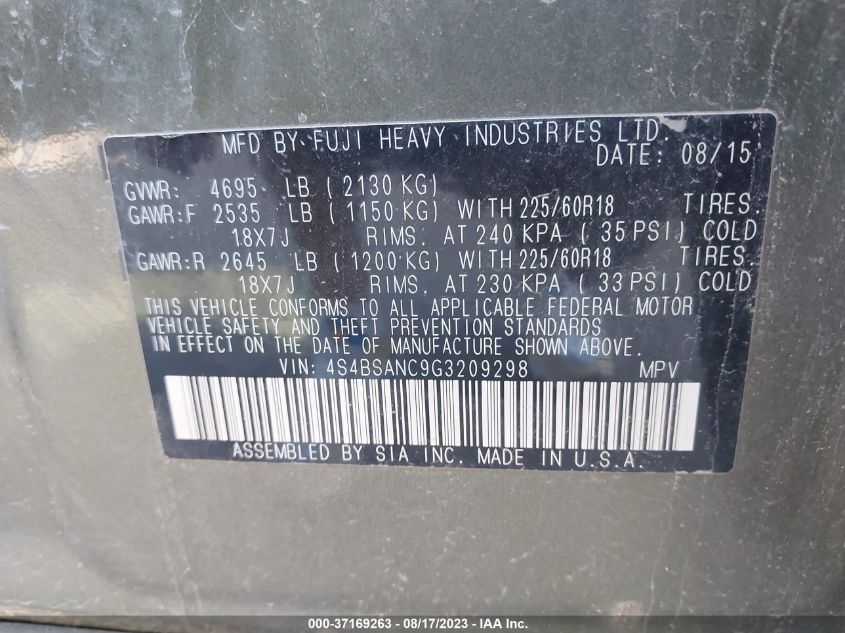 MFD BY FUJI HEAVY INDUSTRIES LTD.
DATE: 08/15
GVWR: 4695 LB ( 2130 KG)
GAWR:F 2535 LB ( 1150 KG) WITH 225/60R18 TIRES.
18X7J RIMS. AT 240 KPA ( 35 PSI) COLD
GAWR:R 2645 LB ( 1200 KG) WITH 225/60R18 TIRES.
18X7J RIMS. AT 230 KPA ( 33 PSI) COLD
THIS VEHICLE CONFORMS TO ALL APPLICABLE FEDERAL MOTOR
VEHICLE SAFETY AND THEFT PREVENTION STANDARDS
IN EFFECT ON THE DATE OF MANUFACTURE SHOWN ABOVE.
VIN: 4S4BSANC9G3209298 MPV
ASSEMBLED BY SIA INC. MADE IN U.S.A.
000-37169263 - 08/17/2023 - IAA Inc.